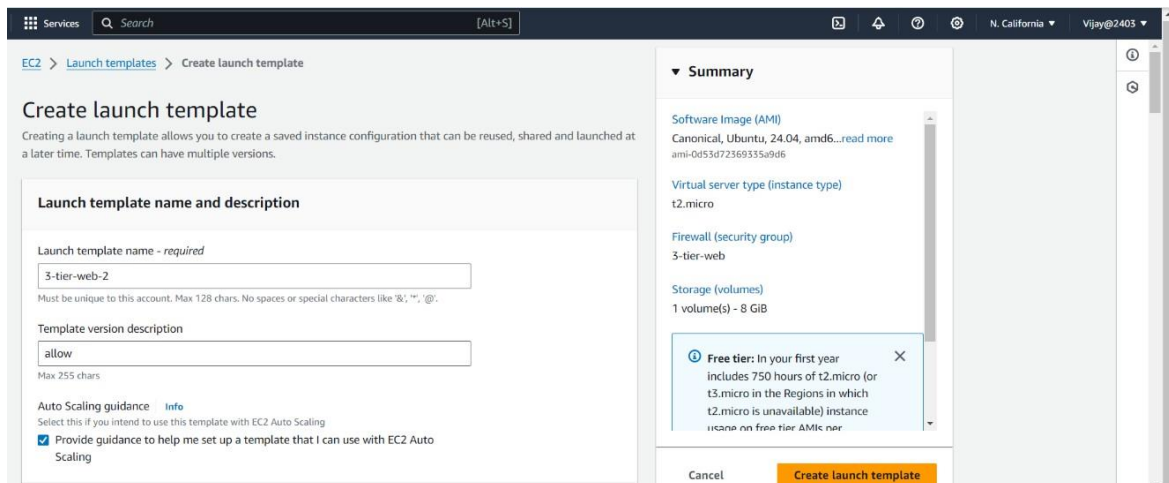 Services
Search
[Alt+S]
N. California ▼
Vijay@2403 ▼
EC2 > Launch templates > Create launch template
Create launch template
Creating a launch template allows you to create a saved instance configuration that can be reused, shared and launched at
a later time. Templates can have multiple versions.
Launch template name and description
Launch template name - required
3-tier-web-2
Must be unique to this account. Max 128 chars. No spaces or special characters like '&', '*', '@'.
Template version description
allow
Max 255 chars
Auto Scaling guidance | Info
Select this if you intend to use this template with EC2 Auto Scaling
Provide guidance to help me set up a template that I can use with EC2 Auto
Scaling
▼ Summary
Software Image (AMI)
Canonical, Ubuntu, 24.04, amd6...read more
ami-0d53d72369335a9d6
Virtual server type (instance type)
t2.micro
Firewall (security group)
3-tier-web
Storage (volumes)
1 volume(s) - 8 GiB
Free tier: In your first year
includes 750 hours of t2.micro (or
t3.micro in the Regions in which
t2.micro is unavailable) instance
usage on free tier AMIs per
Cancel
Create launch template